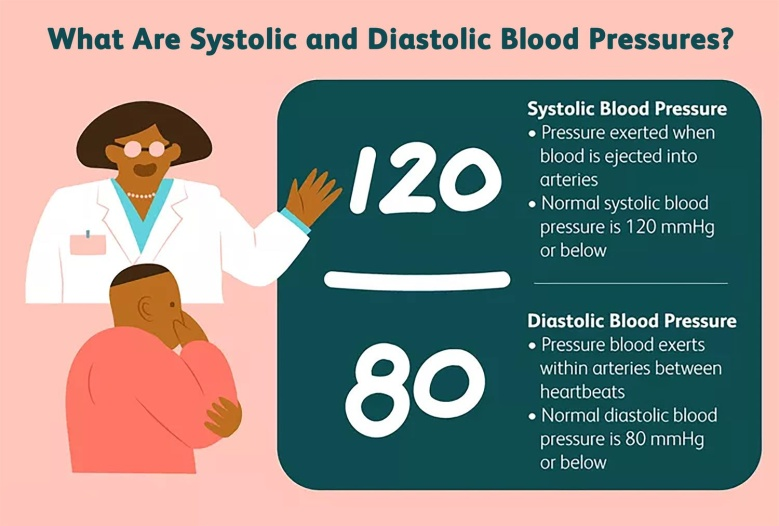 What Are Systolic and Diastolic Blood Pressures?
120
80
Systolic Blood Pressure
• Pressure exerted when
blood is ejected into
arteries
• Normal systolic blood
pressure is 120 mmHg
or below
Diastolic Blood Pressure
• Pressure blood exerts
within arteries between
heartbeats
• Normal diastolic blood
pressure is 80 mmHg
or below